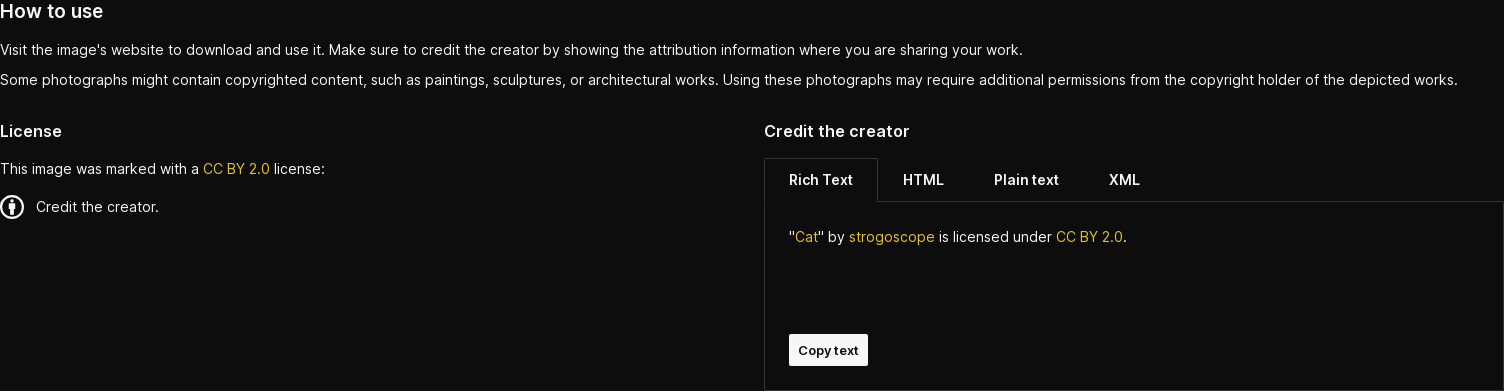 How to use
Visit the image's website to download and use it. Make sure to credit the creator by showing the attribution information where you are sharing your work.
Some photographs might contain copyrighted content, such as paintings, sculptures, or architectural works. Using these photographs may require additional permissions from the copyright holder of the depicted works.
License
This image was marked with a CC BY 2.0 license:
Credit the creator.
Credit the creator
Rich Text HTML Plain text XML
"Cat" by strogoscope is licensed under CC BY 2.0.
Copy text